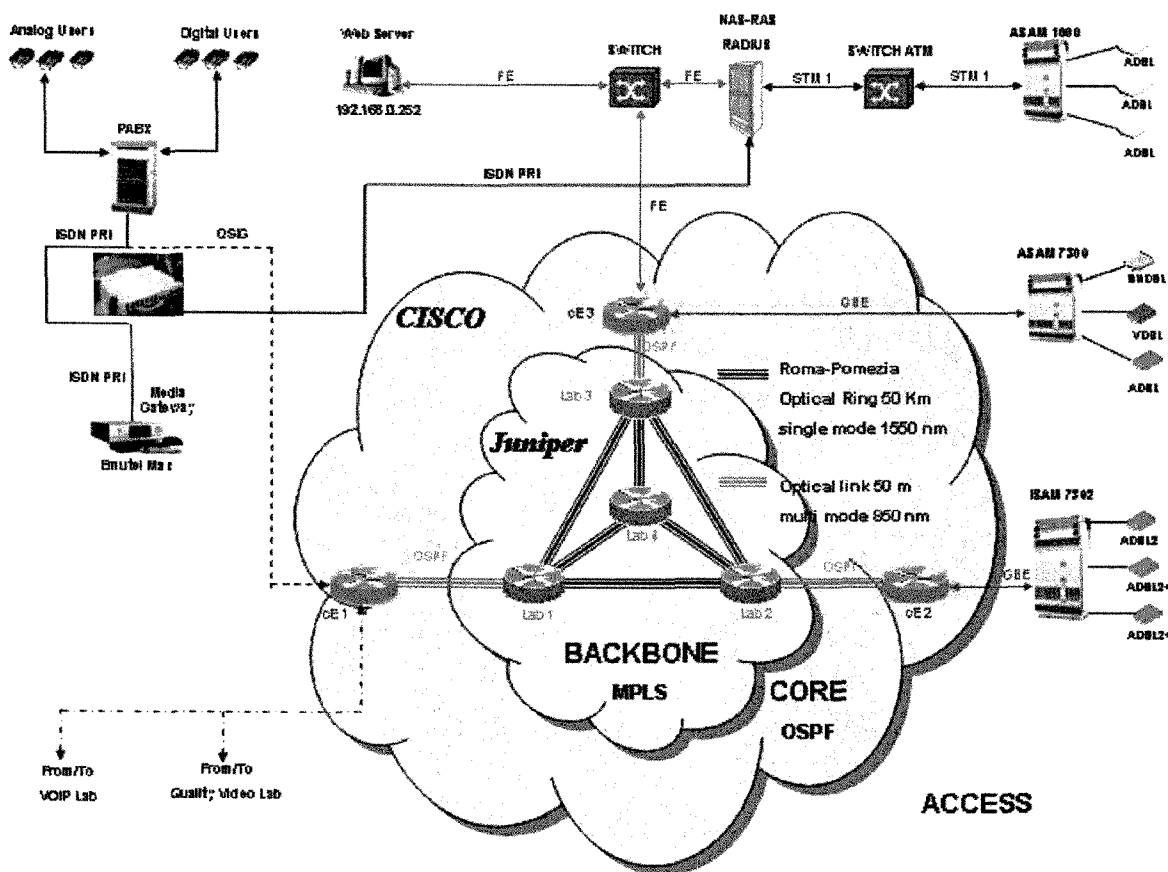 Analog Users
Digital Users
Web Server
192.168.0.252
FE
SWITCH
FE
NAS-RAS
RADIUS
STM 1
SWITCH ATM
STM 1
ASAM 1000
ADSL
ADSL
ADSL
PABX
ISDN PRI
FE
ISDN PRI
QSIG
CISCO
cE3
OSPF
GBE
ASAM 7300
SHDSL
VDSL
ADSL
ISDN PRI
Media
Gateway
Emutel Max
Lab 3
Juniper
Roma-Pomezia
Optical Ring 50 Km
single mode 1550 nm
Optical link 50 m
multi mode 850 nm
Lab 4
ISAM 7302
ADSL2
ADSL2+
ADSL2+
OSPF
cE1
Lab 1
Lab 2
OSPF
cE2
GBE
BACKBONE
MPLS
CORE
OSPF
ACCESS
From/To
VOIP Lab
From/To
Quality Video Lab